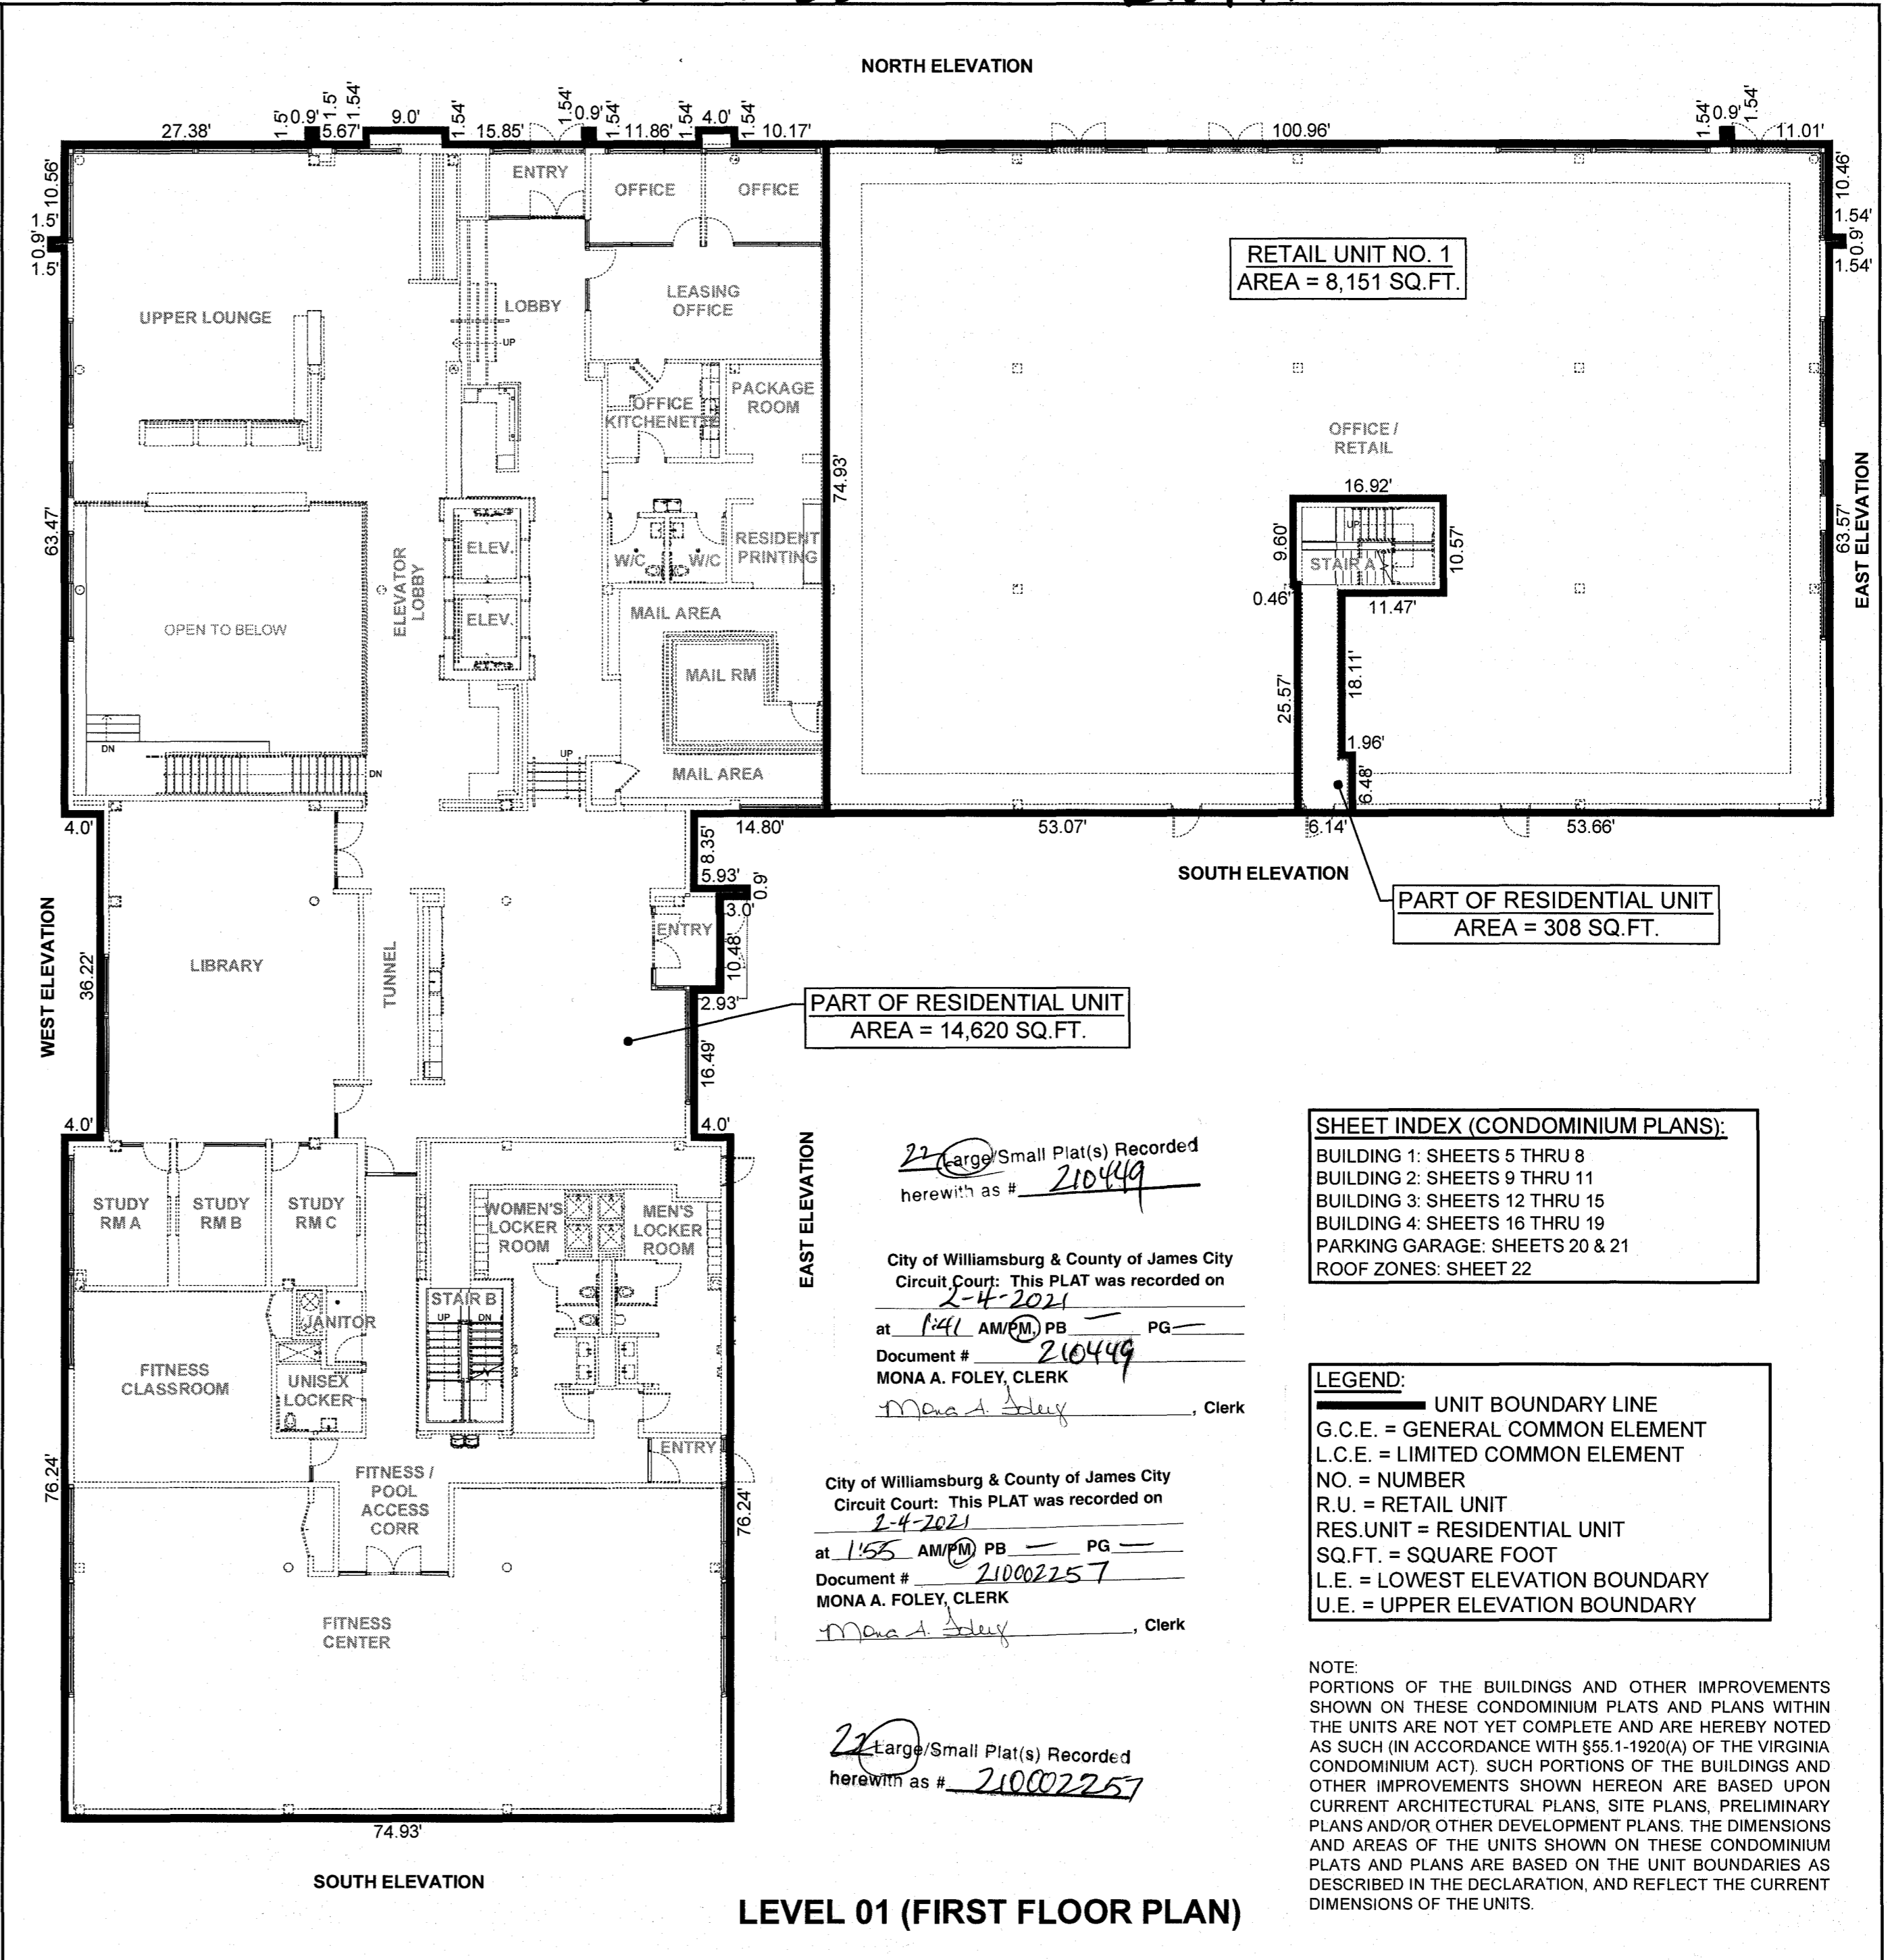 NORTH ELEVATION
27.38'
1.5'
0.9'
1.5'
5.67'
1.54'
9.0'
1.54'
15.85'
1.54'
0.9'
1.54'
11.86'
1.54'
4.0'
1.54'
10.17'
100.96'
1.54'
0.9'
1.54'
11.01'
10.56'
1.5'
0.9'
1.5'
10.46'
1.54'
0.9'
1.54'
ENTRY
OFFICE
OFFICE
RETAIL UNIT NO. 1
AREA = 8,151 SQ.FT.
UPPER LOUNGE
LOBBY
UP
LEASING
OFFICE
OFFICE
KITCHENETTE
PACKAGE
ROOM
OFFICE /
RETAIL
74.93'
16.92'
63.47'
ELEVATOR
LOBBY
ELEV.
ELEV.
W/C
W/C
RESIDENT
PRINTING
9.60'
UP
STAIR A
10.57'
63.57'
EAST ELEVATION
0.46'
11.47'
OPEN TO BELOW
MAIL AREA
MAIL RM
25.57'
18.11'
DN
DN
UP
MAIL AREA
1.96'
6.48'
4.0'
14.80'
53.07'
6.14'
53.66'
8.35'
5.93'
0.9'
SOUTH ELEVATION
PART OF RESIDENTIAL UNIT
AREA = 308 SQ.FT.
WEST ELEVATION
36.22'
LIBRARY
TUNNEL
ENTRY
3.0'
10.48'
2.93'
PART OF RESIDENTIAL UNIT
AREA = 14,620 SQ.FT.
16.49'
4.0'
4.0'
EAST ELEVATION
STUDY
RM A
STUDY
RM B
STUDY
RM C
WOMEN'S
LOCKER
ROOM
MEN'S
LOCKER
ROOM
STAIR B
UP
DN
JANITOR
FITNESS
CLASSROOM
UNISEX
LOCKER
ENTRY
76.24'
FITNESS /
POOL
ACCESS
CORR
76.24'
FITNESS
CENTER
74.93'
SOUTH ELEVATION
22 Large/Small Plat(s) Recorded
herewith as # 210449
City of Williamsburg & County of James City
Circuit Court: This PLAT was recorded on
2-4-2021
at 1:41 AM/PM, PB — PG —
Document # 210449
MONA A. FOLEY, CLERK
Mona A. Foley, Clerk
City of Williamsburg & County of James City
Circuit Court: This PLAT was recorded on
2-4-2021
at 1:55 AM/PM, PB — PG —
Document # 210002257
MONA A. FOLEY, CLERK
Mona A. Foley, Clerk
22 Large/Small Plat(s) Recorded
herewith as # 210002257
SHEET INDEX (CONDOMINIUM PLANS):
BUILDING 1: SHEETS 5 THRU 8
BUILDING 2: SHEETS 9 THRU 11
BUILDING 3: SHEETS 12 THRU 15
BUILDING 4: SHEETS 16 THRU 19
PARKING GARAGE: SHEETS 20 & 21
ROOF ZONES: SHEET 22
LEGEND:
UNIT BOUNDARY LINE
G.C.E. = GENERAL COMMON ELEMENT
L.C.E. = LIMITED COMMON ELEMENT
NO. = NUMBER
R.U. = RETAIL UNIT
RES.UNIT = RESIDENTIAL UNIT
SQ.FT. = SQUARE FOOT
L.E. = LOWEST ELEVATION BOUNDARY
U.E. = UPPER ELEVATION BOUNDARY
NOTE:
PORTIONS OF THE BUILDINGS AND OTHER IMPROVEMENTS
SHOWN ON THESE CONDOMINIUM PLATS AND PLANS WITHIN
THE UNITS ARE NOT YET COMPLETE AND ARE HEREBY NOTED
AS SUCH (IN ACCORDANCE WITH §55.1-1920(A) OF THE VIRGINIA
CONDOMINIUM ACT). SUCH PORTIONS OF THE BUILDINGS AND
OTHER IMPROVEMENTS SHOWN HEREON ARE BASED UPON
CURRENT ARCHITECTURAL PLANS, SITE PLANS, PRELIMINARY
PLANS AND/OR OTHER DEVELOPMENT PLANS. THE DIMENSIONS
AND AREAS OF THE UNITS SHOWN ON THESE CONDOMINIUM
PLATS AND PLANS ARE BASED ON THE UNIT BOUNDARIES AS
DESCRIBED IN THE DECLARATION, AND REFLECT THE CURRENT
DIMENSIONS OF THE UNITS.
LEVEL 01 (FIRST FLOOR PLAN)